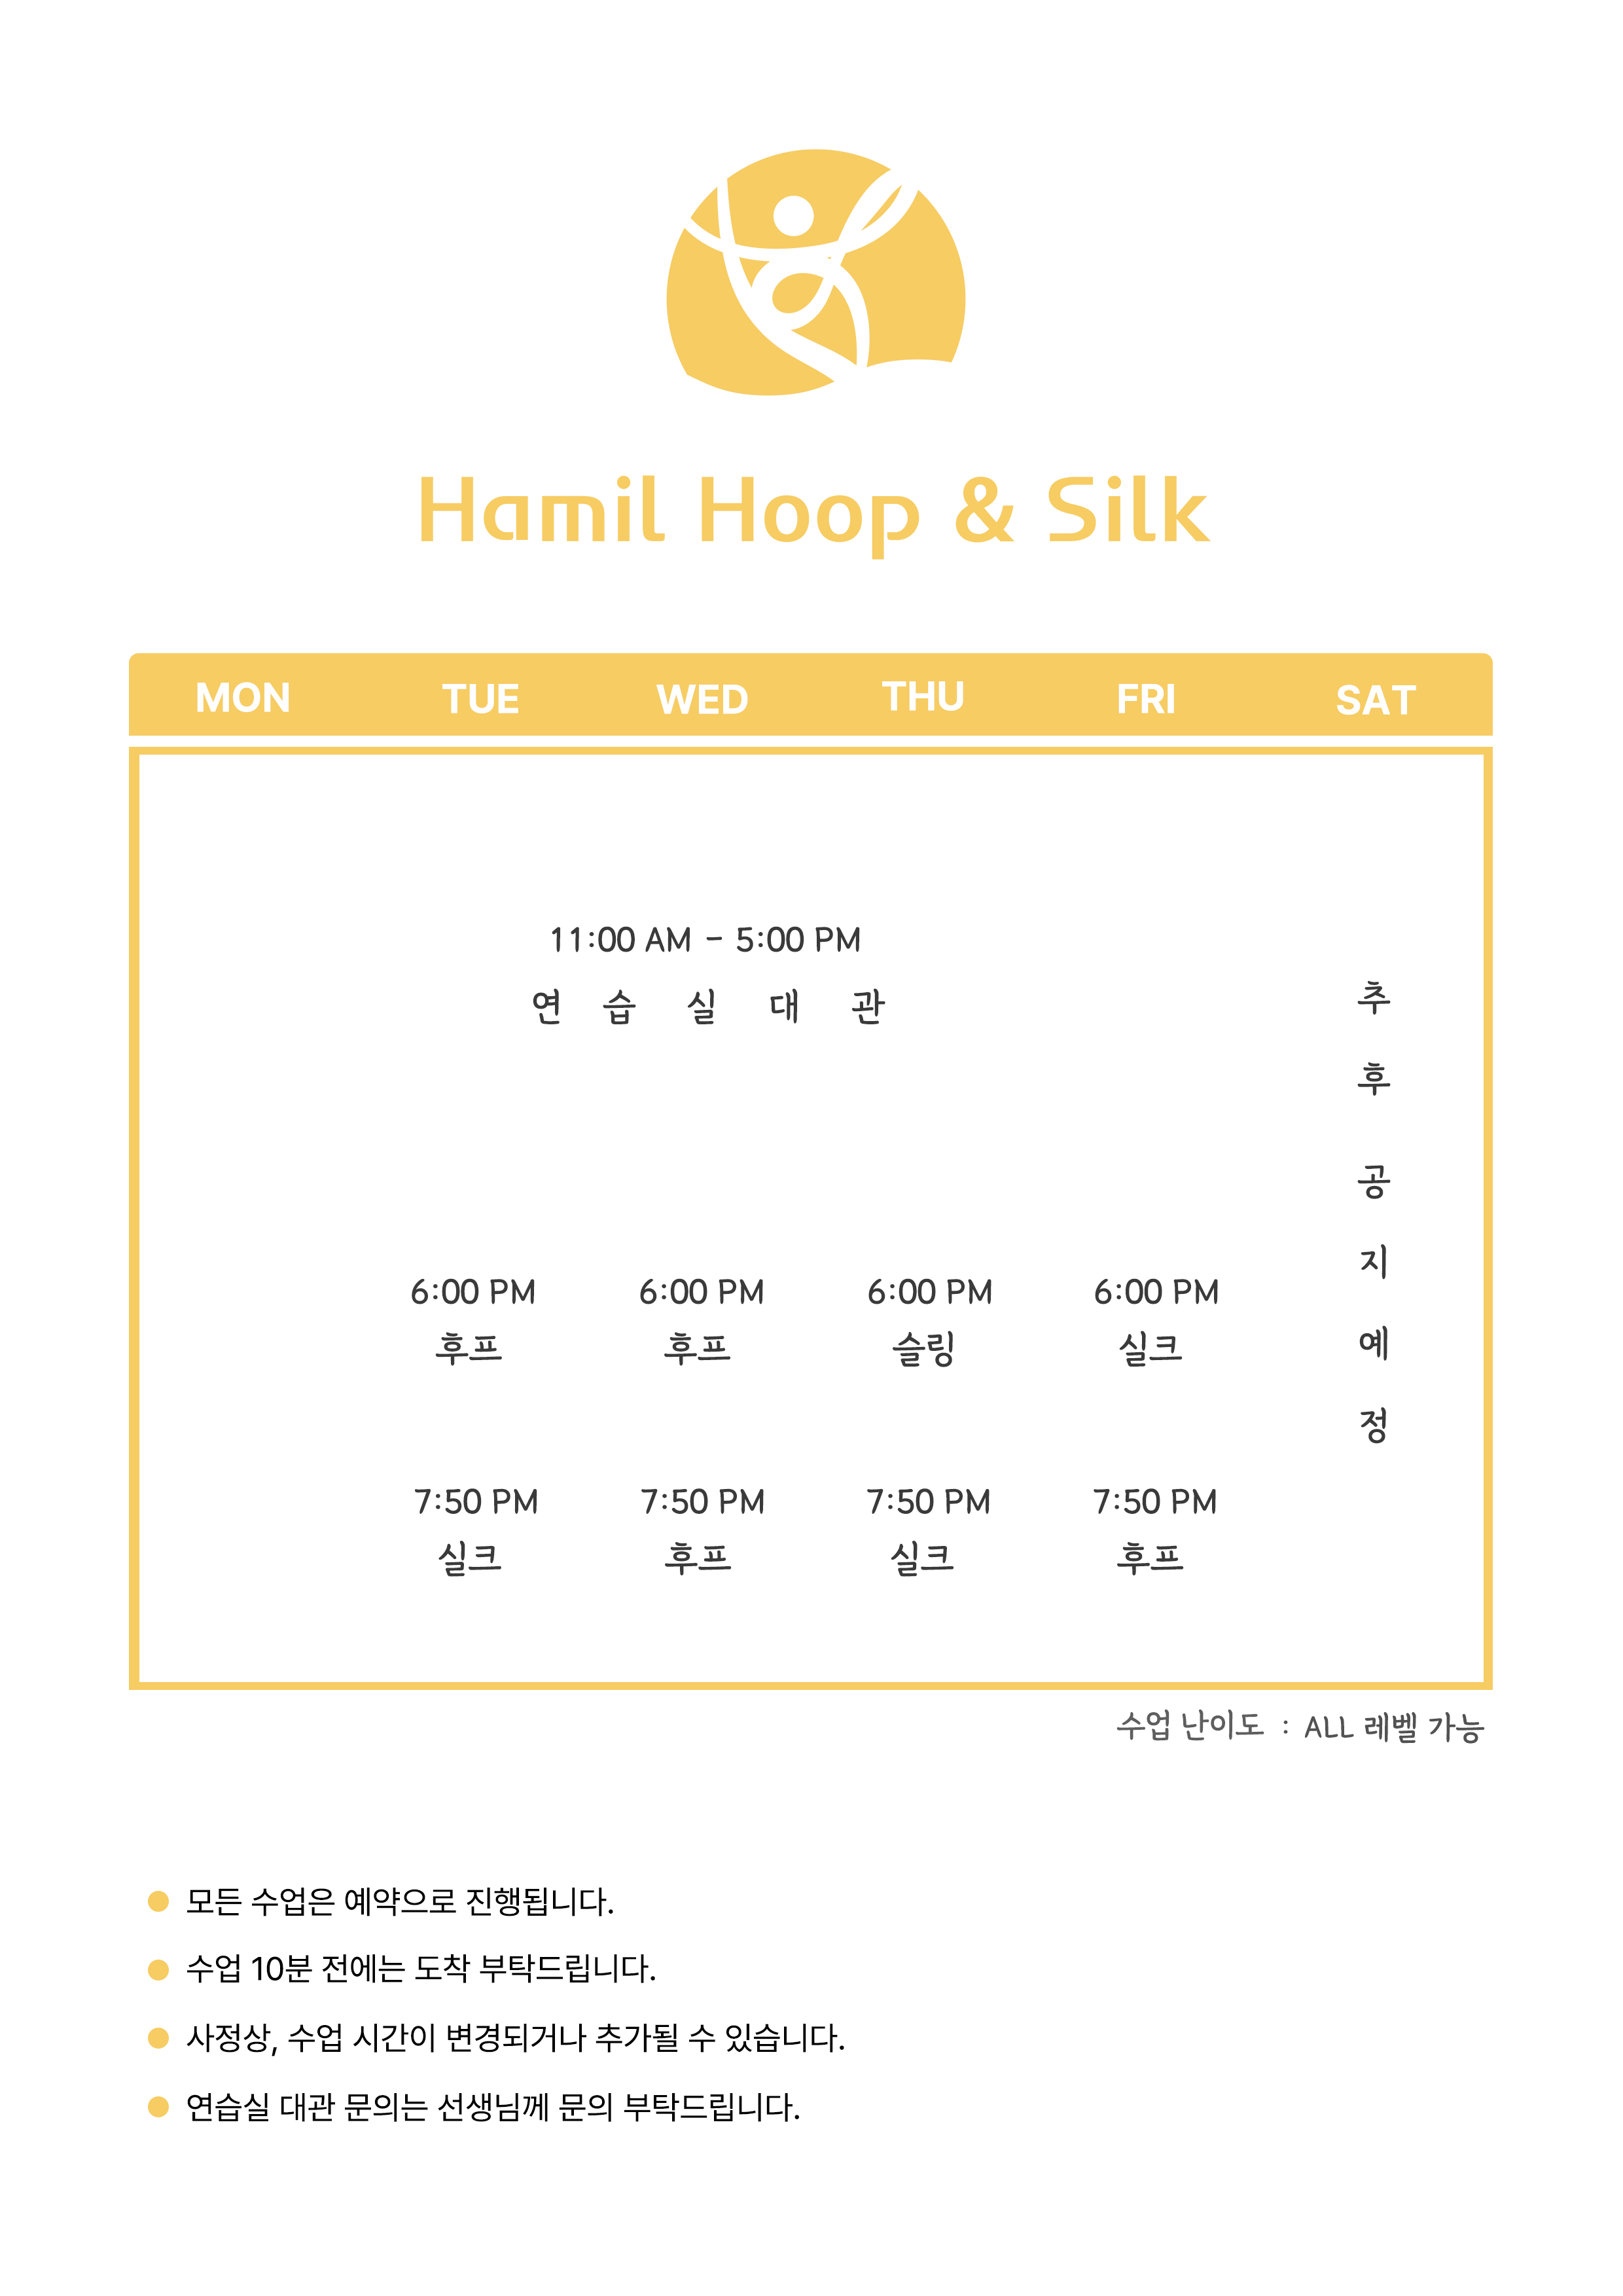 Hamil Hoop & Silk
MON TUE WED THU FRI SAT
11:00 AM - 5:00 PM
연 습 실 대 관
6:00 PM 6:00 PM 6:00 PM 6:00 PM
후프 후프 슬링 실크
7:50 PM 7:50 PM 7:50 PM 7:50 PM
실크 후프 실크 후프
추
후
공
지
예
정
수업 난이도 : ALL 레벨 가능
모든 수업은 예약으로 진행됩니다.
수업 10분 전에는 도착 부탁드립니다.
사정상, 수업 시간이 변경되거나 추가될 수 있습니다.
연습실 대관 문의는 선생님께 문의 부탁드립니다.